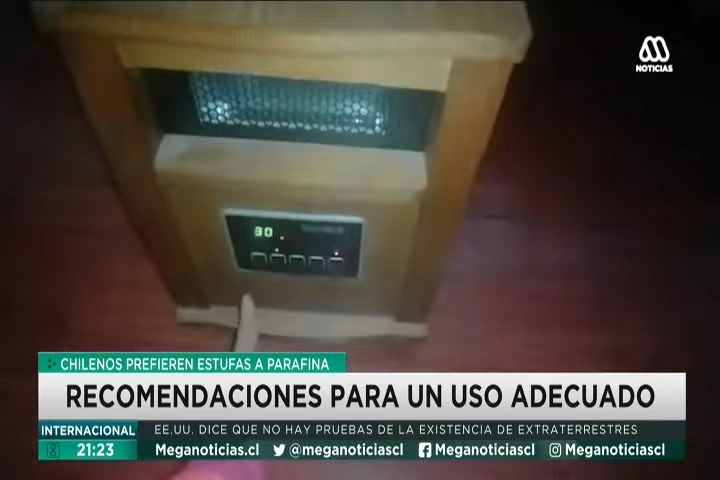 NOTICIAS
30
CHILENOS PREFIEREN ESTUFAS A PARAFINA
RECOMENDACIONES PARA UN USO ADECUADO
INTERNACIONAL EE.UU. DICE QUE NO HAY PRUEBAS DE LA EXISTENCIA DE EXTRATERRESTRES
21:23 Meganoticias.cl @meganoticiascl Meganoticiascl Meganoticiascl